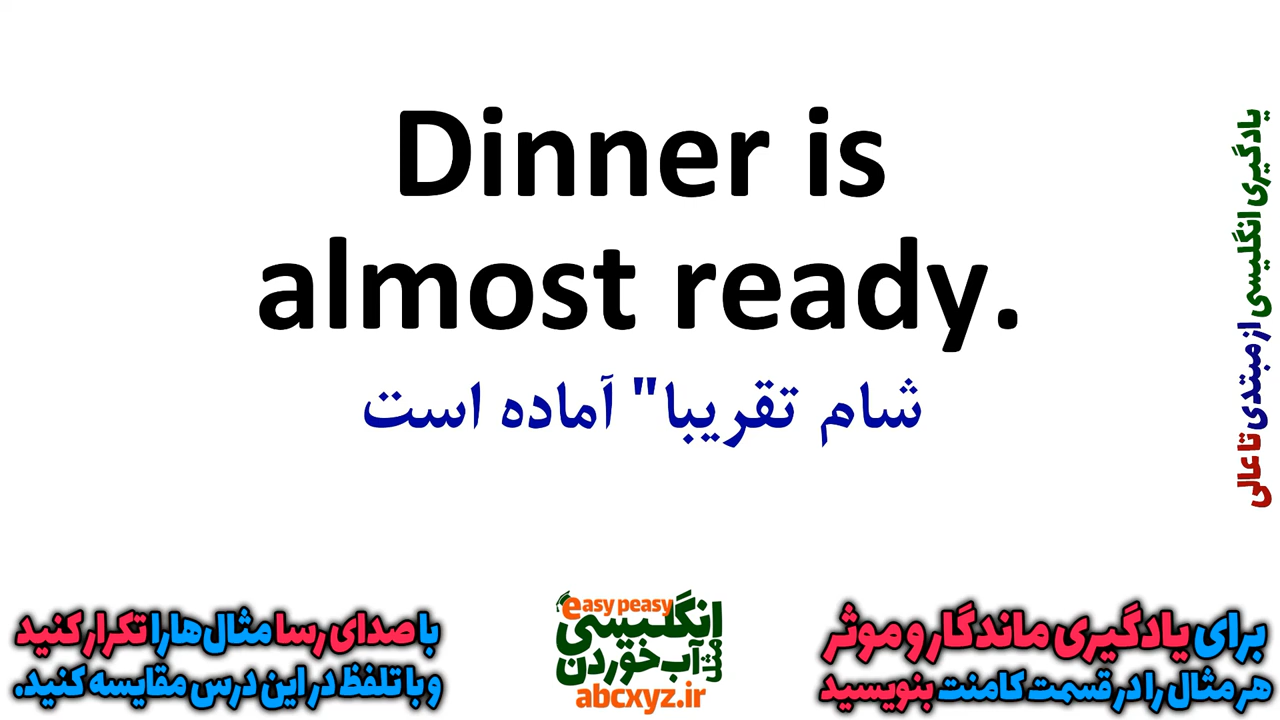 Dinner is
almost ready.
شام تقریبا" آماده است
یادگیری انگلیسی از مبتدی تا عالی
با صدای رسا مثال‌ها را تکرار کنید
و با تلفظ در این درس مقایسه کنید.
easy peasy
انگلیسی
مثل آب خوردن
abcxyz.ir
برای یادگیری ماندگار و موثر
هر مثال را در قسمت کامنت بنویسید